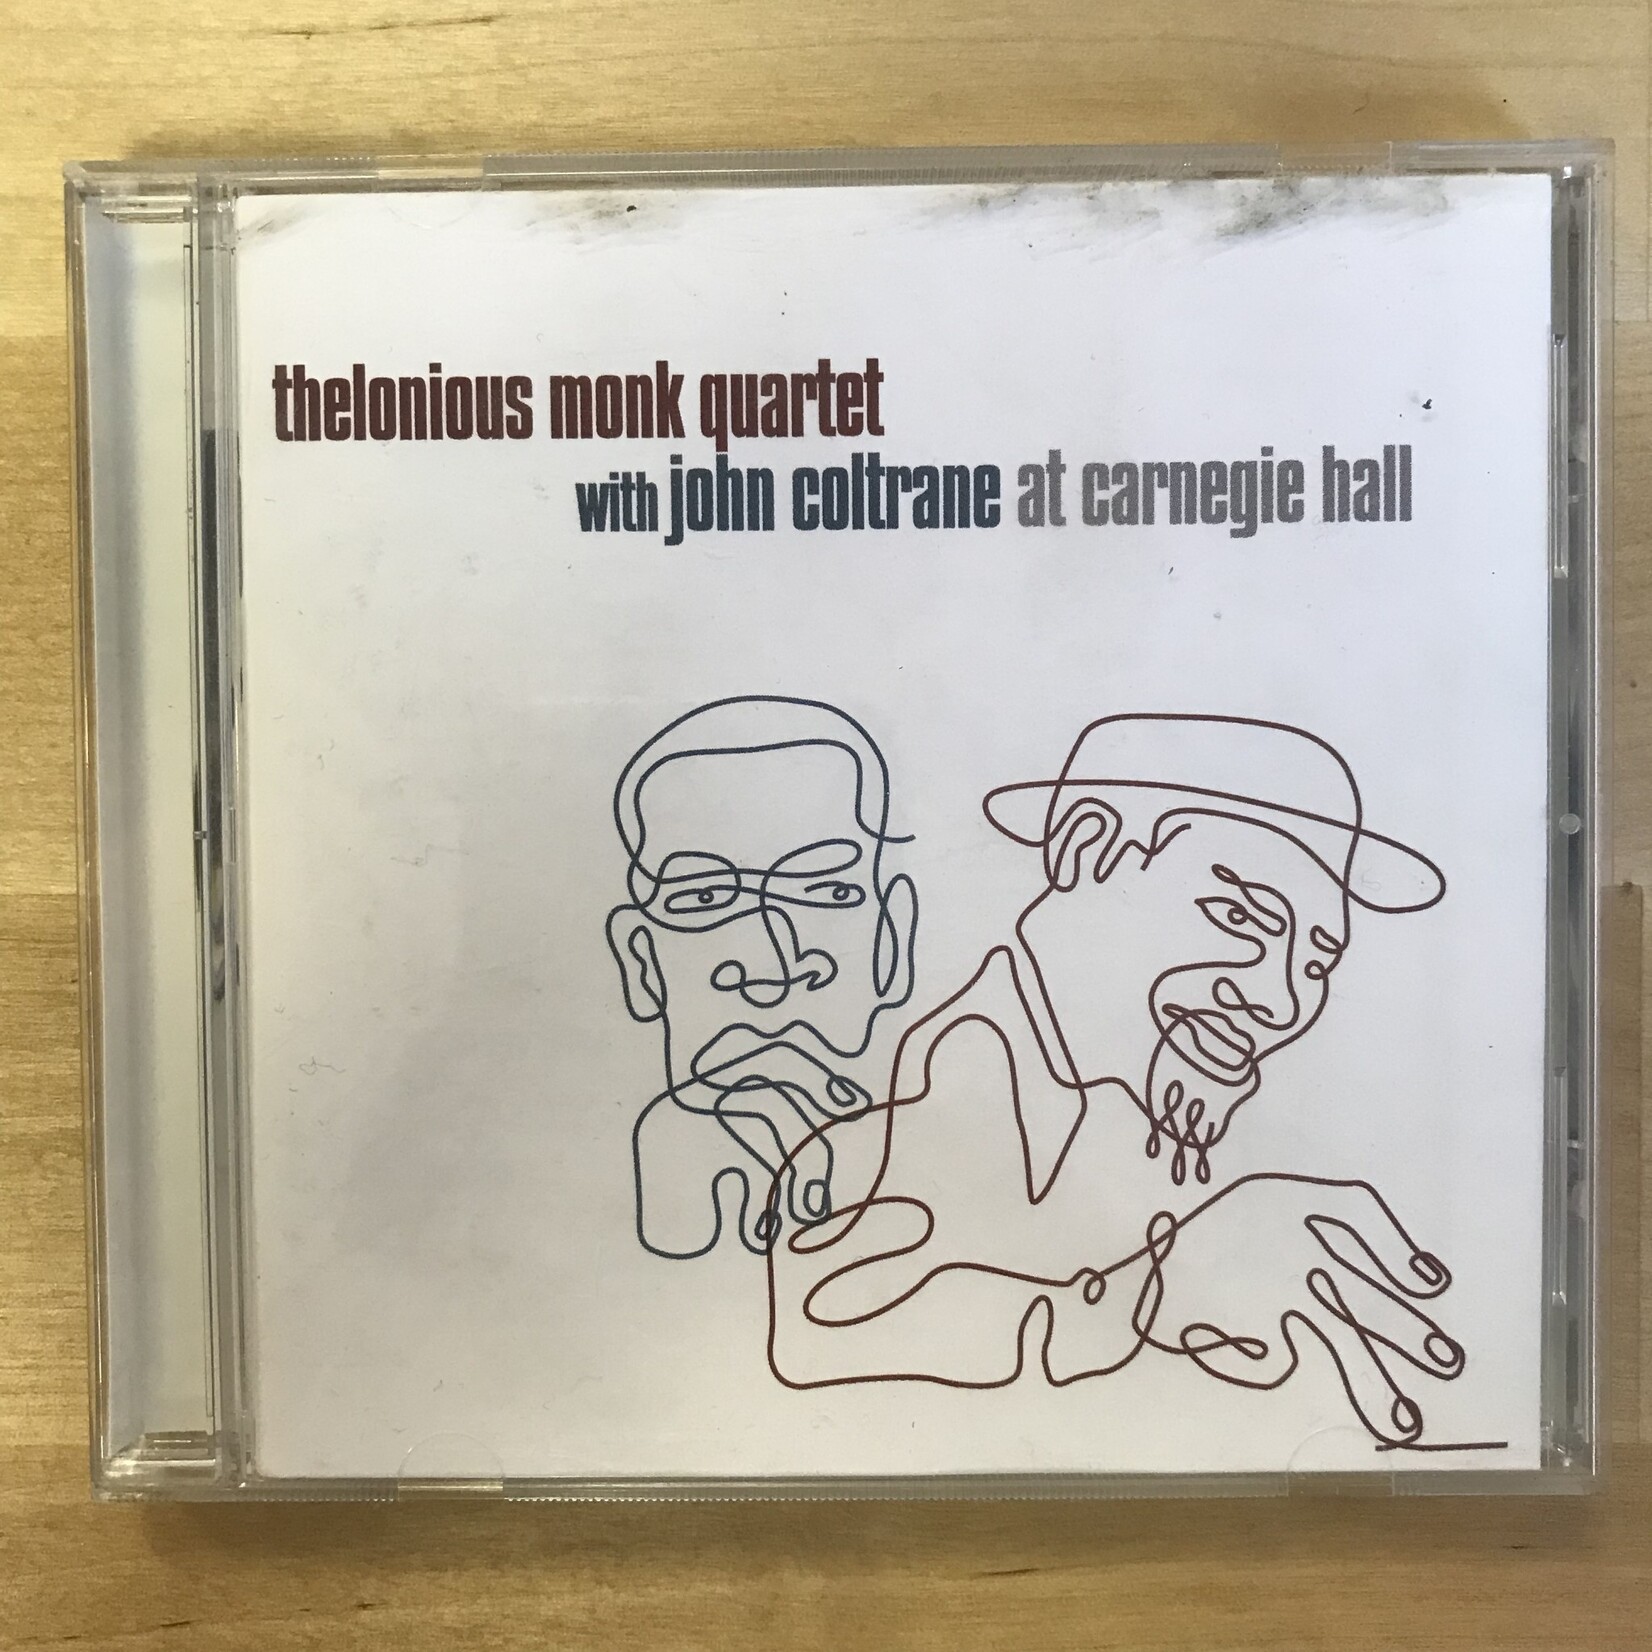 thelonious monk quartet
with john coltrane at carnegie hall